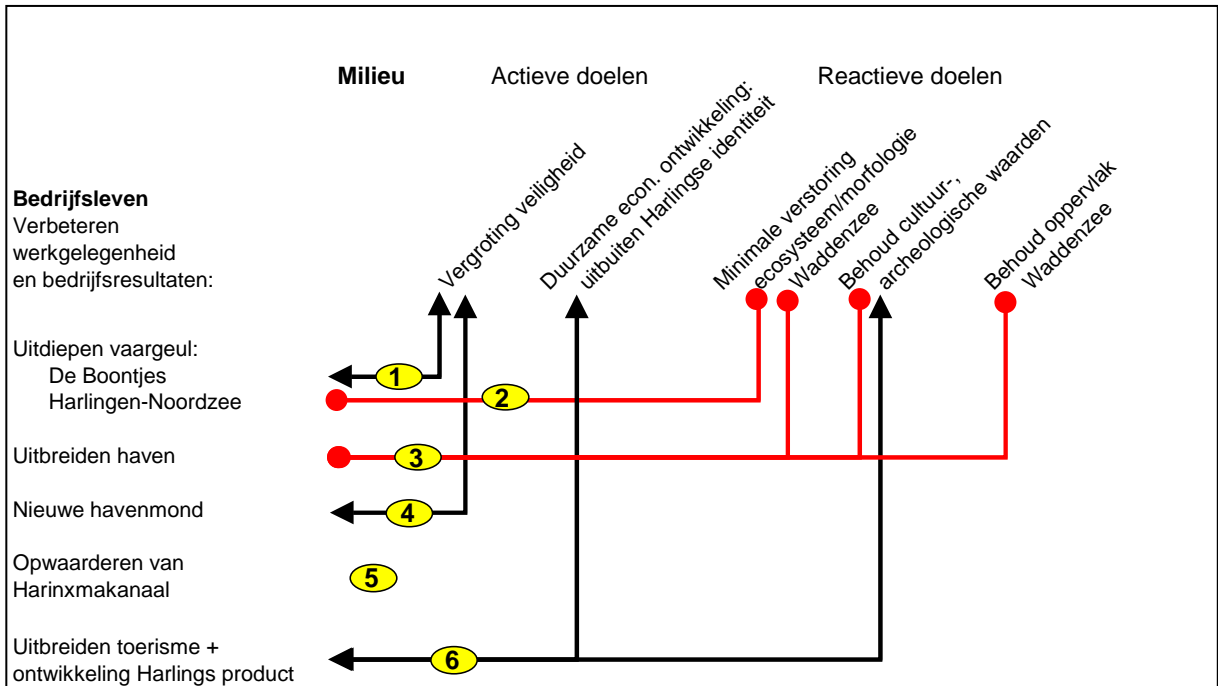 Milieu Actieve doelen Reactieve doelen
Vergroting veiligheid
Duurzame econ. ontwikkeling:
uitbuiten Harlingse identiteit
Minimale verstoring
ecosysteem/morfologie
Waddenzee
Behoud cultuur-,
archeologische waarden
Behoud oppervlak
Waddenzee
Bedrijfsleven
Verbeteren
werkgelegenheid
en bedrijfsresultaten:
Uitdiepen vaargeul:
De Boontjes
1
Harlingen-Noordzee
2
Uitbreiden haven
3
Nieuwe havenmond
4
Opwaarderen van
Harinxmakanaal
5
Uitbreiden toerisme +
ontwikkeling Harlings product
6